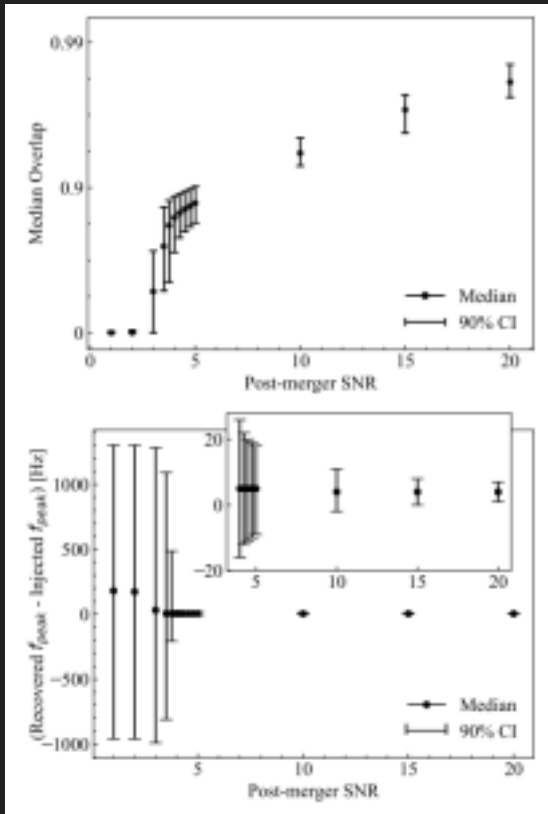 0.99
0.9
0
Median Overlap
Median
90% CI
0 5 10 15 20
Post-merger SNR
1000
500
0
−500
−1000
(Recovered f_peak - Injected f_peak) [Hz]
20
0
−20
5 10 15 20
Median
90% CI
5 10 15 20
Post-merger SNR